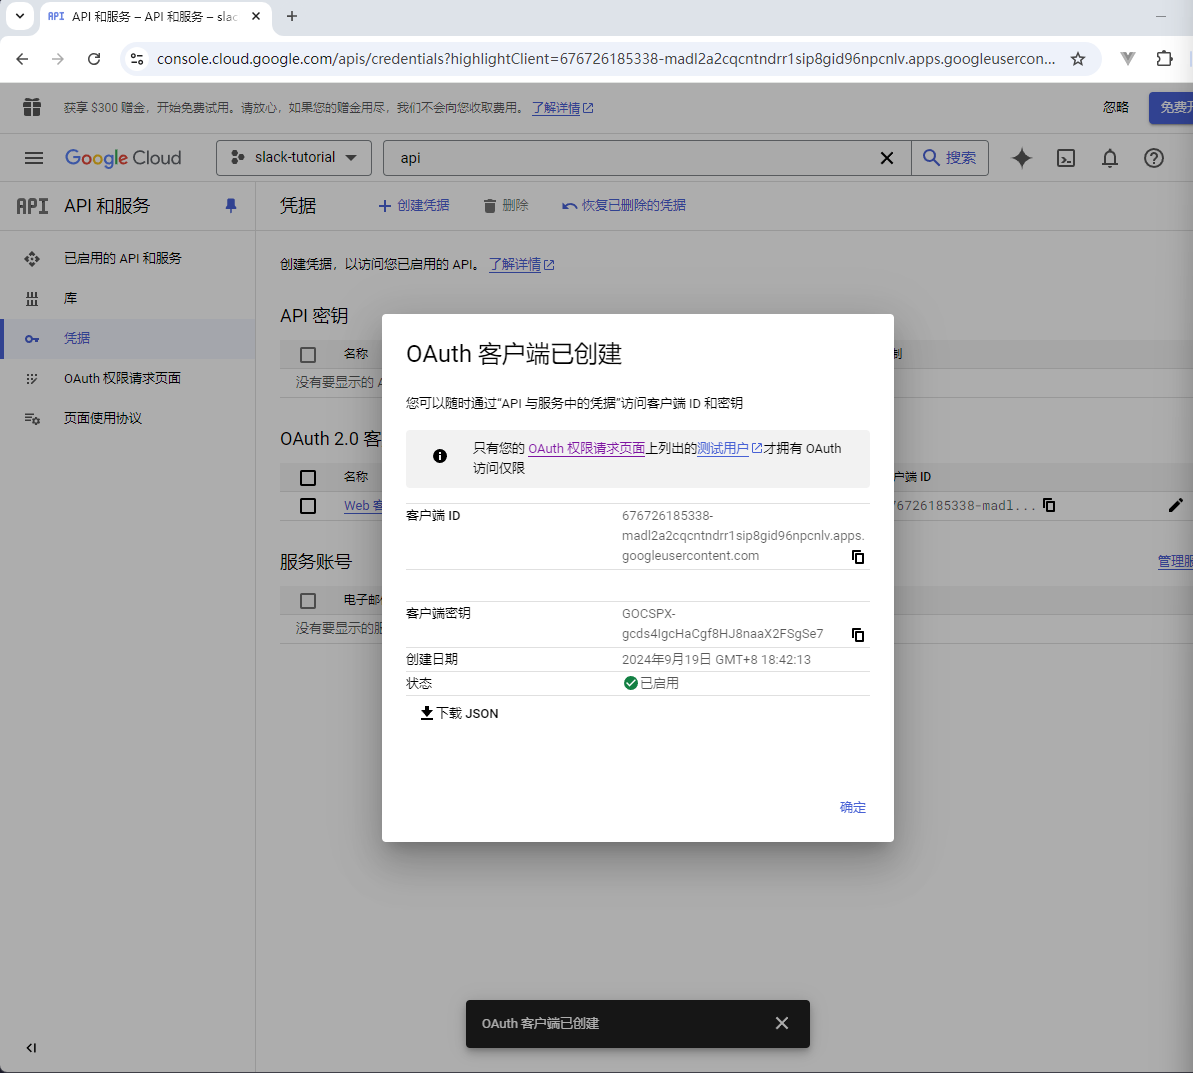 API API 和服务 – API 和服务 – slac
console.cloud.google.com/apis/credentials?highlightClient=676726185338-madl2a2cqcntndrr1sip8gid96npcnlv.apps.googleusercon...
获享 $300 赠金，开始免费试用。请放心，如果您的赠金用尽，我们不会向您收取费用。 了解详情
忽略
免费开
Google Cloud
slack-tutorial
api
搜索
API API 和服务
凭据
创建凭据
删除
恢复已删除的凭据
已启用的 API 和服务
库
凭据
OAuth 权限请求页面
页面使用协议
创建凭据，以访问您已启用的 API。 了解详情
API 密钥
名称
制
没有要显示的 A
OAuth 2.0 客
名称
户端 ID
Web 客
76726185338-madl...
服务账号
管理服
电子邮
没有要显示的服
OAuth 客户端已创建
您可以随时通过“API 与服务中的凭据”访问客户端 ID 和密钥
只有您的 OAuth 权限请求页面上列出的测试用户 才拥有 OAuth
访问仅限
客户端 ID
676726185338-
madl2a2cqcntndrr1sip8gid96npcnlv.apps.
googleusercontent.com
客户端密钥
GOCSPX-
gcds4IgcHaCgf8HJ8naaX2FSgSe7
创建日期
2024年9月19日 GMT+8 18:42:13
状态
已启用
下载 JSON
确定
OAuth 客户端已创建